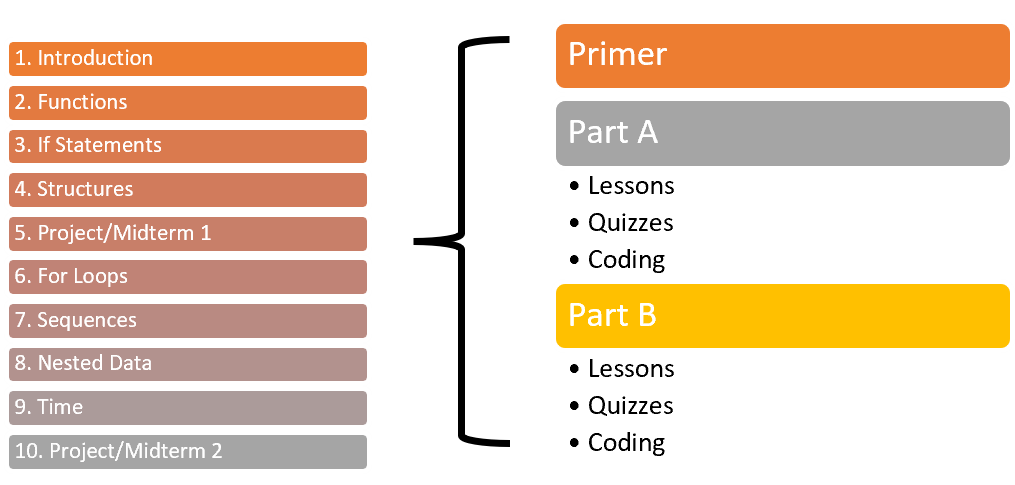 1. Introduction
2. Functions
3. If Statements
4. Structures
5. Project/Midterm 1
6. For Loops
7. Sequences
8. Nested Data
9. Time
10. Project/Midterm 2
Primer
Part A
• Lessons
• Quizzes
• Coding
Part B
• Lessons
• Quizzes
• Coding